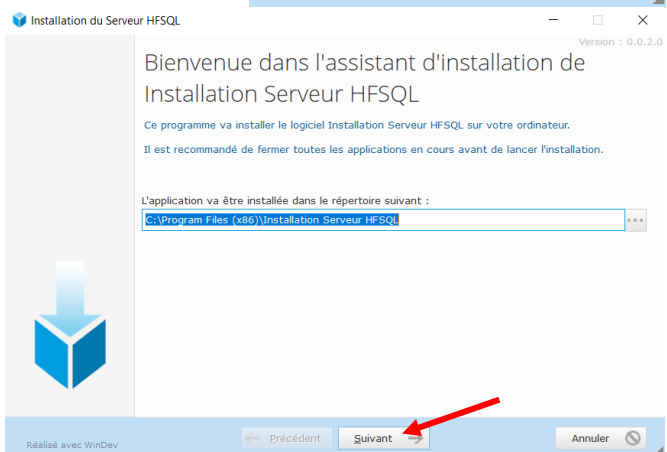 Installation du Serveur HFSQL
Version : 0.0.2.0
Bienvenue dans l'assistant d'installation de
Installation Serveur HFSQL
Ce programme va installer le logiciel Installation Serveur HFSQL sur votre ordinateur.
Il est recommandé de fermer toutes les applications en cours avant de lancer l'installation.
L'application va être installée dans le répertoire suivant :
C:\Program Files (x86)\Installation Serveur HFSQL
Réalisé avec WinDev
Précédent
Suivant
Annuler